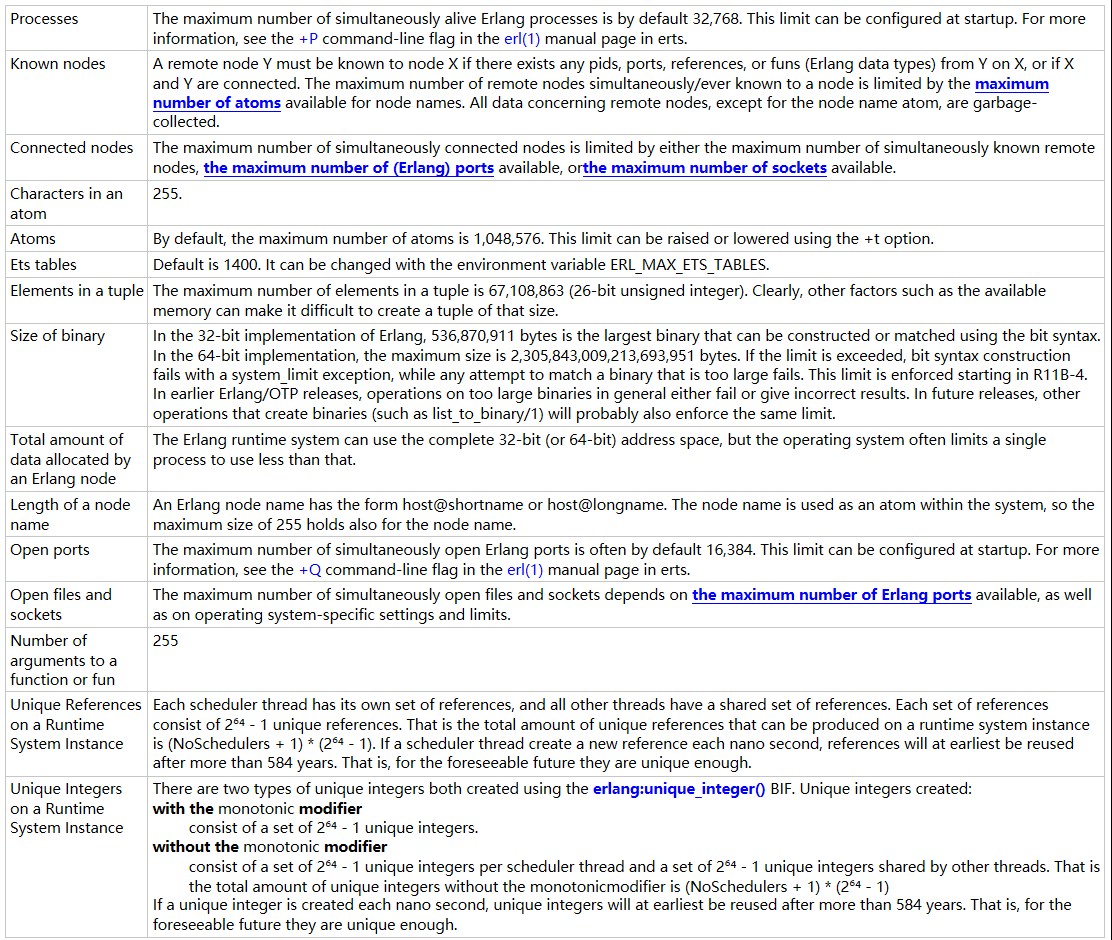 Processes
The maximum number of simultaneously alive Erlang processes is by default 32,768. This limit can be configured at startup. For more
information, see the +P command-line flag in the erl(1) manual page in erts.
Known nodes
A remote node Y must be known to node X if there exists any pids, ports, references, or funs (Erlang data types) from Y on X, or if X
and Y are connected. The maximum number of remote nodes simultaneously/ever known to a node is limited by the maximum
number of atoms available for node names. All data concerning remote nodes, except for the node name atom, are garbage-
collected.
Connected nodes
The maximum number of simultaneously connected nodes is limited by either the maximum number of simultaneously known remote
nodes, the maximum number of (Erlang) ports available, orthe maximum number of sockets available.
Characters in an
atom
255.
Atoms
By default, the maximum number of atoms is 1,048,576. This limit can be raised or lowered using the +t option.
Ets tables
Default is 1400. It can be changed with the environment variable ERL_MAX_ETS_TABLES.
Elements in a tuple
The maximum number of elements in a tuple is 67,108,863 (26-bit unsigned integer). Clearly, other factors such as the available
memory can make it difficult to create a tuple of that size.
Size of binary
In the 32-bit implementation of Erlang, 536,870,911 bytes is the largest binary that can be constructed or matched using the bit syntax.
In the 64-bit implementation, the maximum size is 2,305,843,009,213,693,951 bytes. If the limit is exceeded, bit syntax construction
fails with a system_limit exception, while any attempt to match a binary that is too large fails. This limit is enforced starting in R11B-4.
In earlier Erlang/OTP releases, operations on too large binaries in general either fail or give incorrect results. In future releases, other
operations that create binaries (such as list_to_binary/1) will probably also enforce the same limit.
Total amount of
data allocated by
an Erlang node
The Erlang runtime system can use the complete 32-bit (or 64-bit) address space, but the operating system often limits a single
process to use less than that.
Length of a node
name
An Erlang node name has the form host@shortname or host@longname. The node name is used as an atom within the system, so the
maximum size of 255 holds also for the node name.
Open ports
The maximum number of simultaneously open Erlang ports is often by default 16,384. This limit can be configured at startup. For more
information, see the +Q command-line flag in the erl(1) manual page in erts.
Open files and
sockets
The maximum number of simultaneously open files and sockets depends on the maximum number of Erlang ports available, as well
as on operating system-specific settings and limits.
Number of
arguments to a
function or fun
255
Unique References
on a Runtime
System Instance
Each scheduler thread has its own set of references, and all other threads have a shared set of references. Each set of references
consist of 2⁶⁴ - 1 unique references. That is the total amount of unique references that can be produced on a runtime system instance
is (NoSchedulers + 1) * (2⁶⁴ - 1). If a scheduler thread create a new reference each nano second, references will at earliest be reused
after more than 584 years. That is, for the foreseeable future they are unique enough.
Unique Integers
on a Runtime
System Instance
There are two types of unique integers both created using the erlang:unique_integer() BIF. Unique integers created:
with the monotonic modifier
consist of a set of 2⁶⁴ - 1 unique integers.
without the monotonic modifier
consist of a set of 2⁶⁴ - 1 unique integers per scheduler thread and a set of 2⁶⁴ - 1 unique integers shared by other threads. That is
the total amount of unique integers without the monotonicmodifier is (NoSchedulers + 1) * (2⁶⁴ - 1)
If a unique integer is created each nano second, unique integers will at earliest be reused after more than 584 years. That is, for the
foreseeable future they are unique enough.